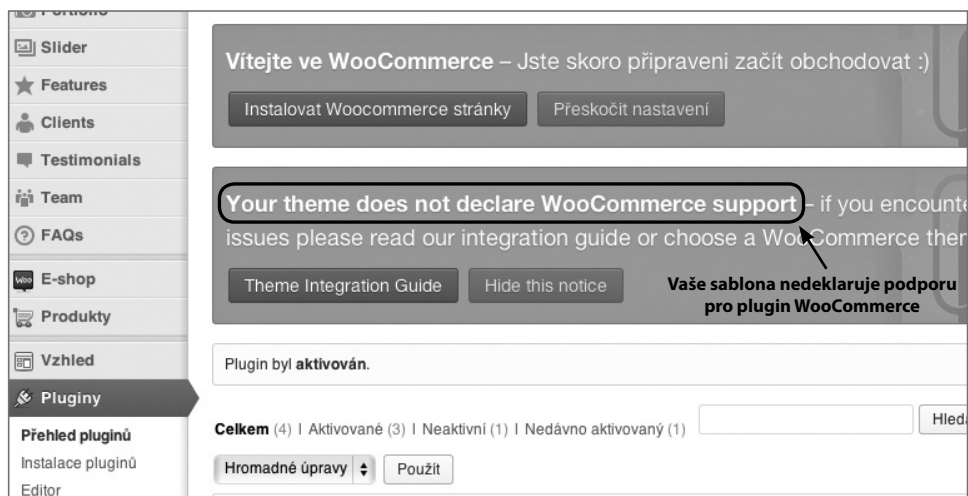 Portfolio
Slider
Features
Clients
Testimonials
Team
FAQs
Woo E-shop
Produkty
Vzhled
Pluginy
Přehled pluginů
Instalace pluginů
Editor
Vítejte ve WooCommerce – Jste skoro připraveni začít obchodovat :)
Instalovat Woocommerce stránky Přeskočit nastavení
Your theme does not declare WooCommerce support – if you encounte
issues please read our integration guide or choose a WooCommerce ther
Theme Integration Guide Hide this notice
Vaše sablona nedeklaruje podporu
pro plugin WooCommerce
Plugin byl aktivován.
Celkem (4) | Aktivované (3) | Neaktivní (1) | Nedávno aktivovaný (1) Hleda
Hromadné úpravy Použít